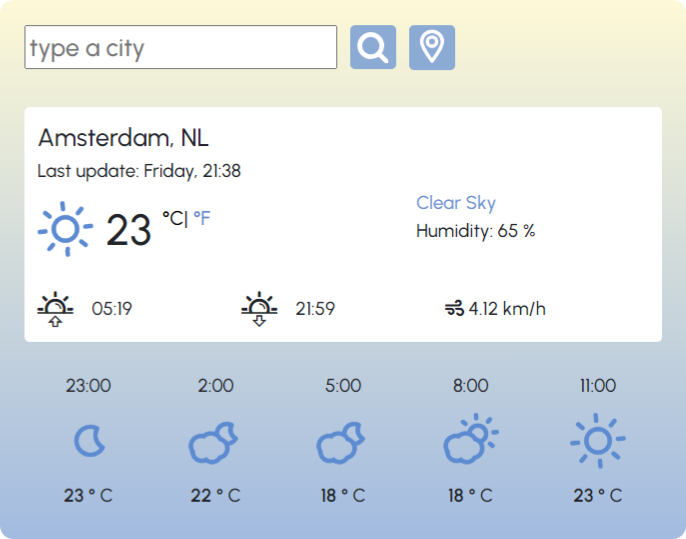 type a city
Amsterdam, NL
Last update: Friday, 21:38
23 °C| °F
Clear Sky
Humidity: 65 %
05:19
21:59
4.12 km/h
23:00 2:00 5:00 8:00 11:00
23 ° C 22 ° C 18 ° C 18 ° C 23 ° C